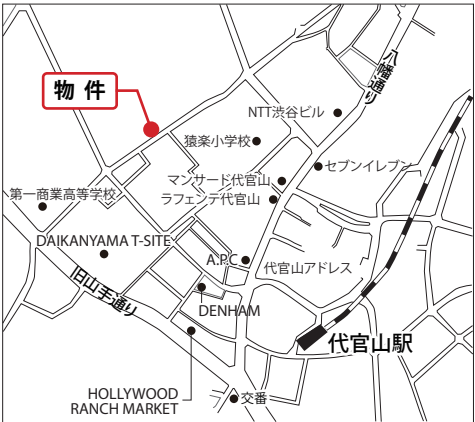 八幡通り
物件
NTT渋谷ビル
猿楽小学校
セブンイレブン
マンサード代官山
ラフェンテ代官山
第一商業高等学校
DAIKANYAMA T-SITE
A.P.C
代官山アドレス
旧山手通り
DENHAM
代官山駅
HOLLYWOOD
RANCH MARKET
交番